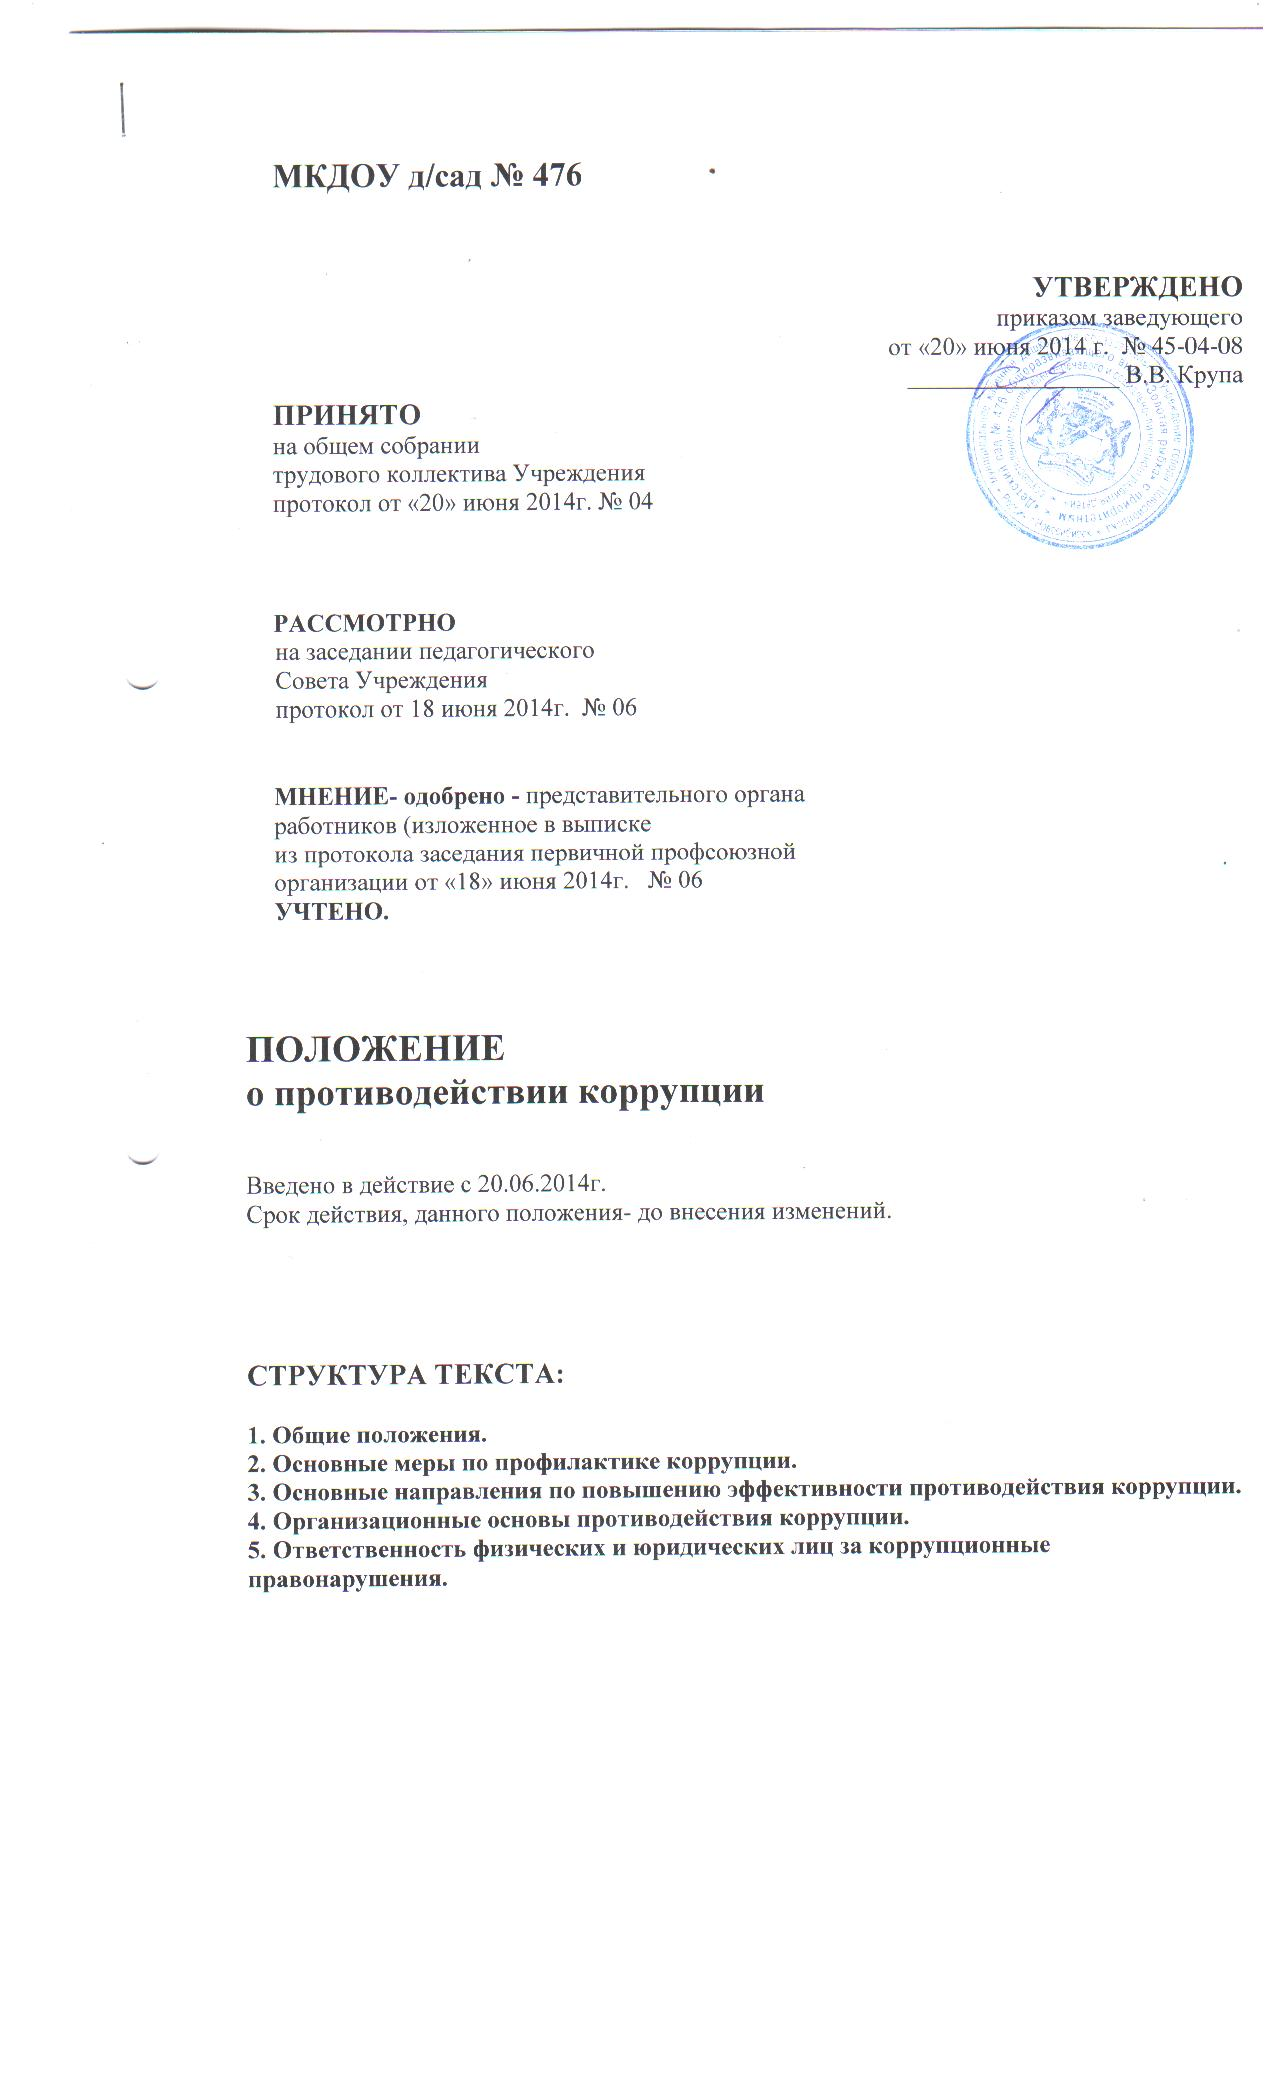 МКДОУ д/сад № 476
УТВЕРЖДЕНО
приказом заведующего
от «20» июня 2014 г.  № 45-04-08
_________________ В.В. Крупа
ПРИНЯТО
на общем собрании
трудового коллектива Учреждения
протокол от «20» июня 2014г. № 04
РАССМОТРНО
на заседании педагогического
Совета Учреждения
протокол от 18 июня 2014г.  № 06
МНЕНИЕ- одобрено - представительного органа
работников (изложенное в выписке
из протокола заседания первичной профсоюзной
организации от «18» июня 2014г.   № 06
УЧТЕНО.
ПОЛОЖЕНИЕ
о противодействии коррупции
Введено в действие с 20.06.2014г.
Срок действия, данного положения- до внесения изменений.
СТРУКТУРА ТЕКСТА:
1. Общие положения.
2. Основные меры по профилактике коррупции.
3. Основные направления по повышению эффективности противодействия коррупции.
4. Организационные основы противодействия коррупции.
5. Ответственность физических и юридических лиц за коррупционные
правонарушения.